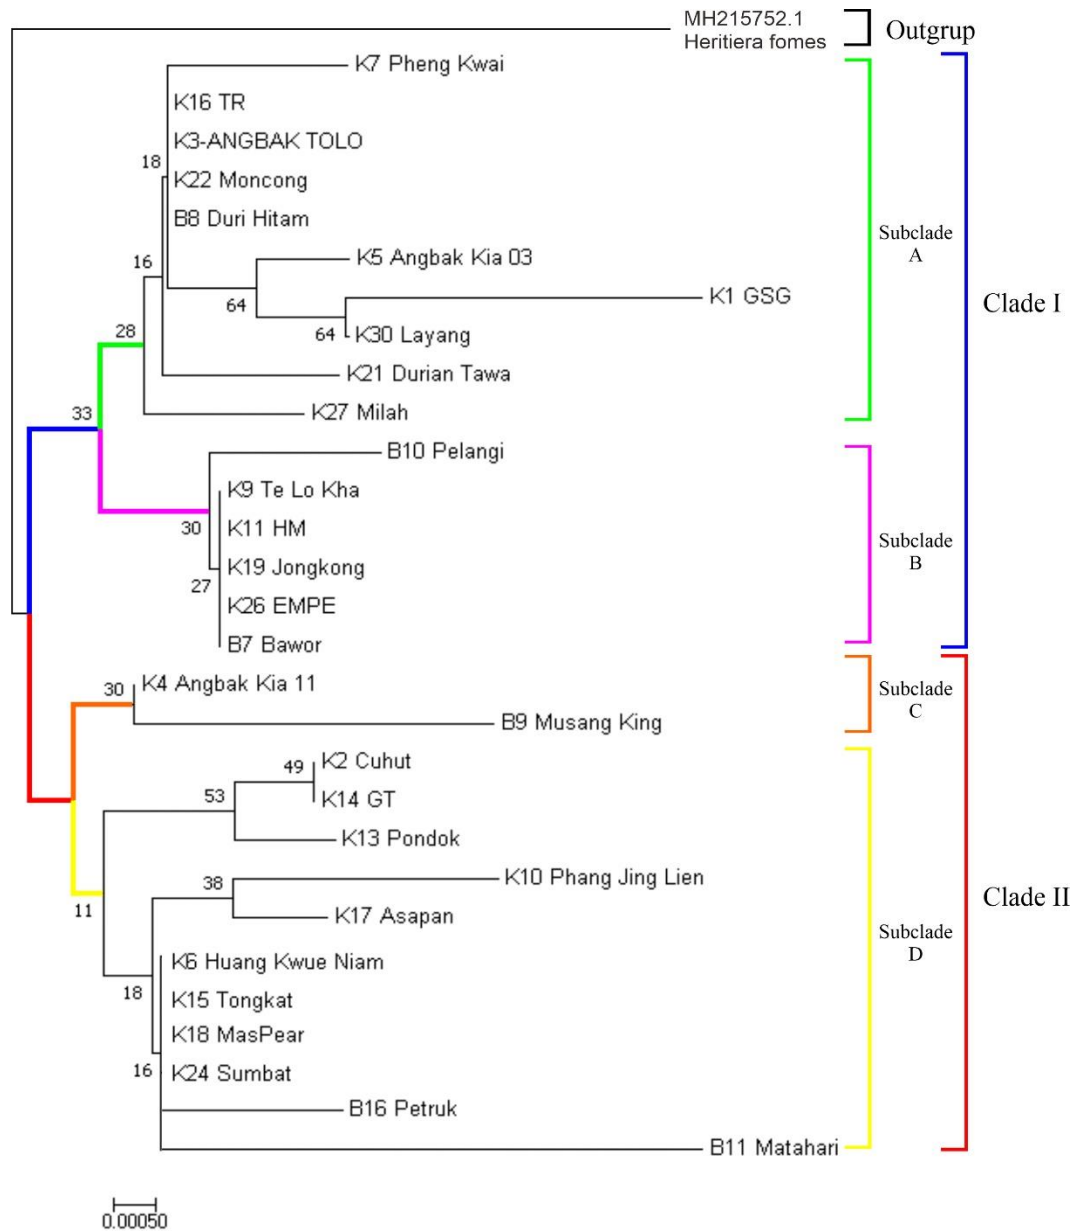 MH215752.1
Heritiera fomes
Outgrup
K7 Pheng Kwai
K16 TR
K3-ANGBAK TOLO
18
K22 Moncong
B8 Duri Hitam
Subclade
A
K5 Angbak Kia 03
16
K1 GSG
64
Clade I
28
64
K30 Layang
K21 Durian Tawa
33
K27 Milah
B10 Pelangi
K9 Te Lo Kha
30
K11 HM
Subclade
B
K19 Jongkong
27
K26 EMPE
B7 Bawor
30
K4 Angbak Kia 11
Subclade
C
B9 Musang King
49
K2 Cuhut
53
K14 GT
K13 Pondok
38
K10 Phang Jing Lien
Clade II
11
K17 Asapan
Subclade
D
K6 Huang Kwue Niam
18
K15 Tongkat
K18 MasPear
16
K24 Sumbat
B16 Petruk
B11 Matahari
0.00050